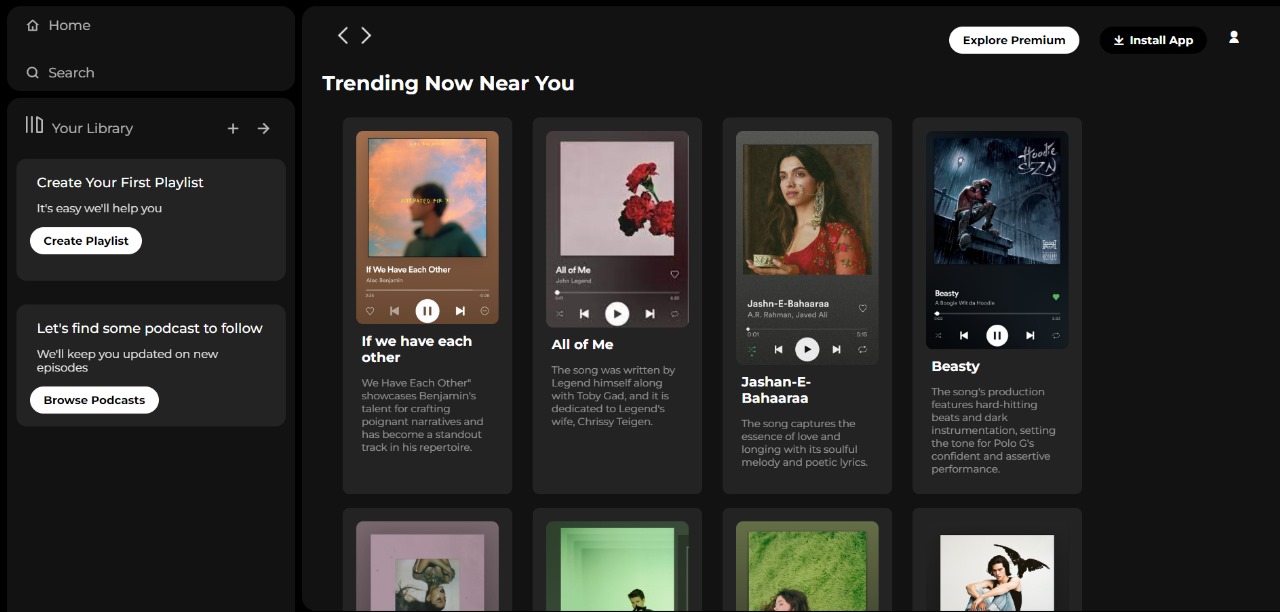 Home
Search
Your Library
Create Your First Playlist
It's easy we'll help you
Create Playlist
Let's find some podcast to follow
We'll keep you updated on new
episodes
Browse Podcasts
Explore Premium
Install App
Trending Now Near You
If We Have Each Other
Alec Benjamin
If we have each
other
We Have Each Other"
showcases Benjamin's
talent for crafting
poignant narratives and
has become a standout
track in his repertoire.
All of Me
John Legend
0:01
All of Me
The song was written by
Legend himself along
with Toby Gad, and it is
dedicated to Legend's
wife, Chrissy Teigen.
Jashn-E-Bahaaraa
A.R. Rahman, Javed Ali
0:01
5:15
Jashan-E-
Bahaaraa
The song captures the
essence of love and
longing with its soulful
melody and poetic lyrics.
Hoodie
SZN
Beasty
A Boogie Wit da Hoodie
Beasty
The song's production
features hard-hitting
beats and dark
instrumentation, setting
the tone for Polo G's
confident and assertive
performance.